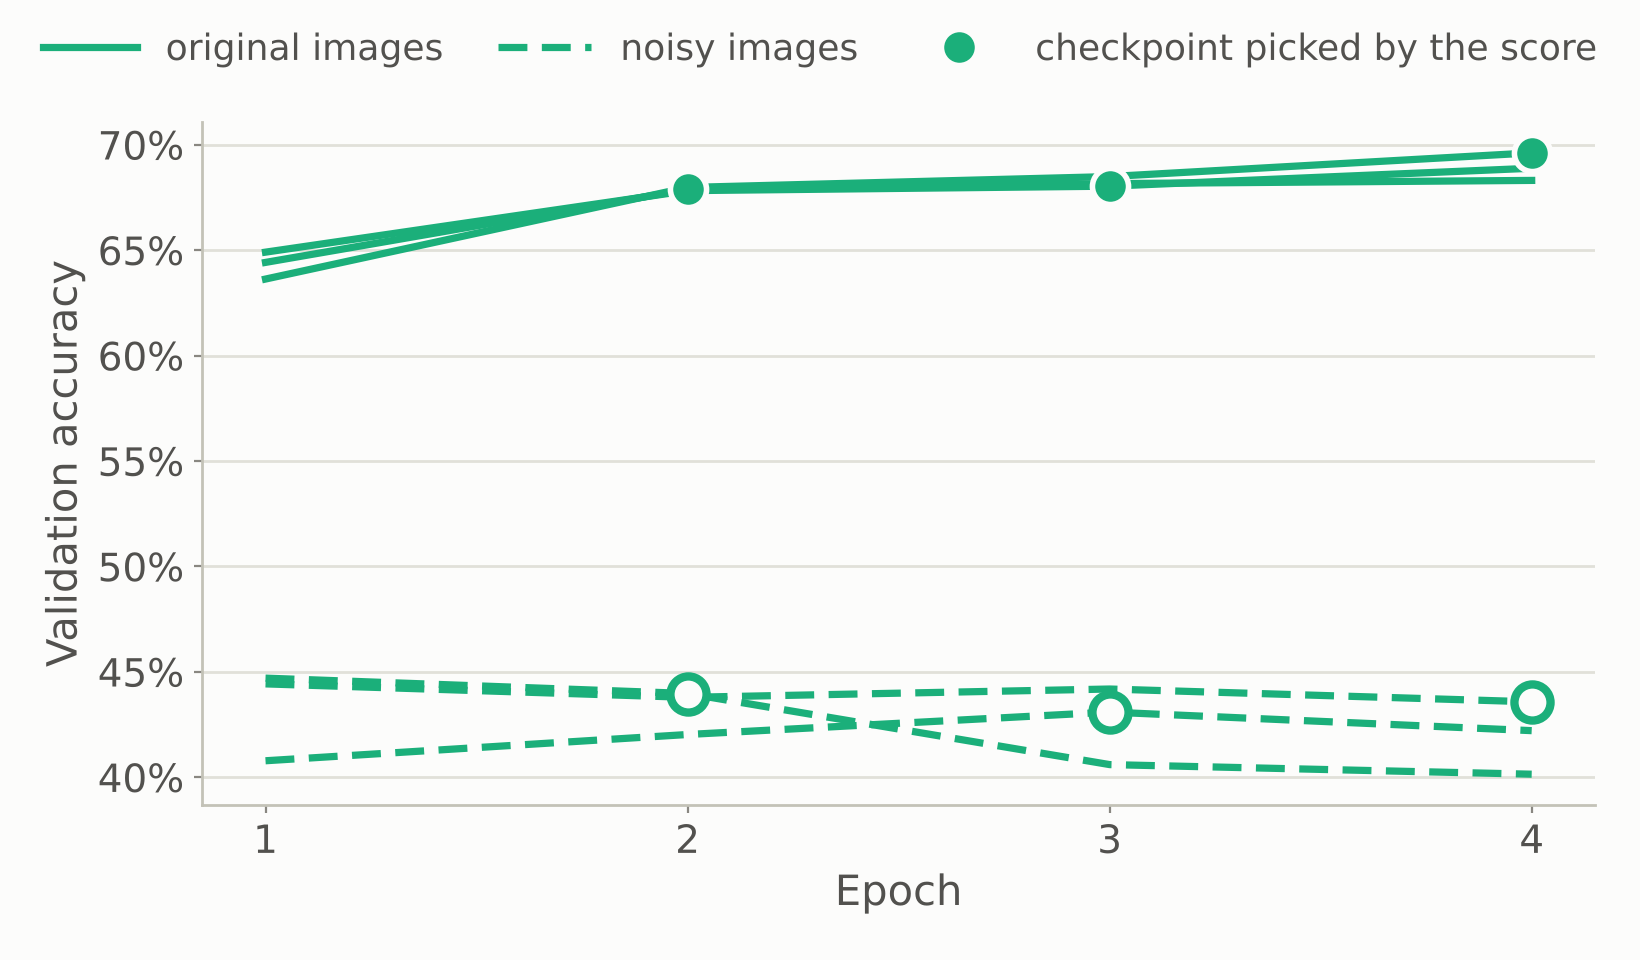 original images noisy images checkpoint picked by the score
70%
65%
60%
55%
50%
45%
40%
Validation accuracy
1 2 3 4
Epoch